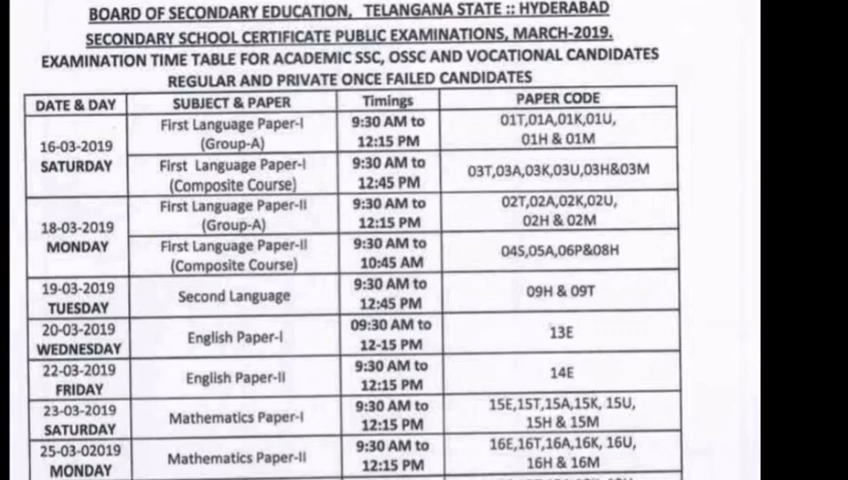 BOARD OF SECONDARY EDUCATION, TELANGANA STATE :: HYDERABAD
SECONDARY SCHOOL CERTIFICATE PUBLIC EXAMINATIONS, MARCH-2019.
EXAMINATION TIME TABLE FOR ACADEMIC SSC, OSSC AND VOCATIONAL CANDIDATES
REGULAR AND PRIVATE ONCE FAILED CANDIDATES
DATE & DAY SUBJECT & PAPER Timings PAPER CODE
16-03-2019
SATURDAY
First Language Paper-I
(Group-A)
9:30 AM to
12:15 PM
01T,01A,01K,01U,
01H & 01M
First Language Paper-I
(Composite Course)
9:30 AM to
12:45 PM
03T,03A,03K,03U,03H&03M
18-03-2019
MONDAY
First Language Paper-II
(Group-A)
9:30 AM to
12:15 PM
02T,02A,02K,02U,
02H & 02M
First Language Paper-II
(Composite Course)
9:30 AM to
10:45 AM
04S,05A,06P&08H
19-03-2019
TUESDAY
Second Language
9:30 AM to
12:45 PM
09H & 09T
20-03-2019
WEDNESDAY
English Paper-I
09:30 AM to
12-15 PM
13E
22-03-2019
FRIDAY
English Paper-II
9:30 AM to
12:15 PM
14E
23-03-2019
SATURDAY
Mathematics Paper-I
9:30 AM to
12:15 PM
15E,15T,15A,15K, 15U,
15H & 15M
25-03-02019
MONDAY
Mathematics Paper-II
9:30 AM to
12:15 PM
16E,16T,16A,16K, 16U,
16H & 16M